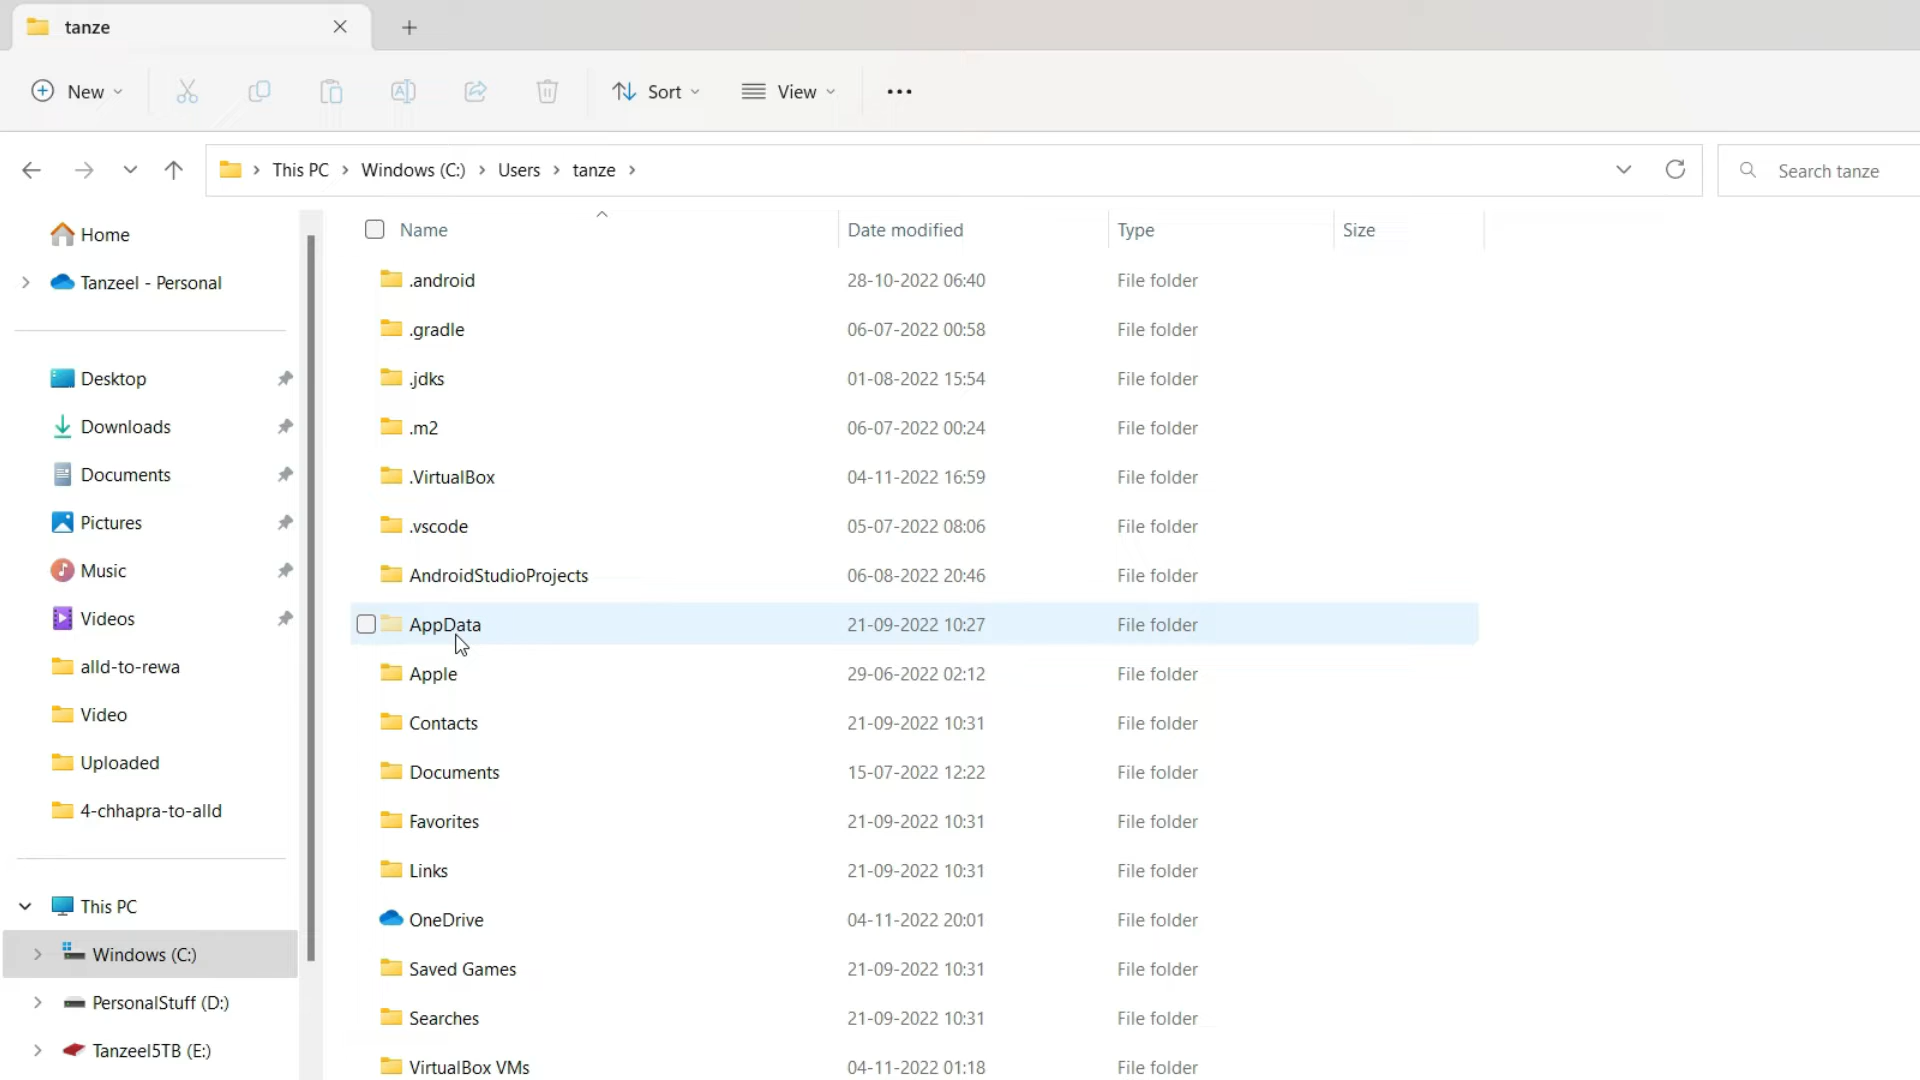 tanze
New
Sort
View
This PC > Windows (C:) > Users > tanze >
Search tanze
Home
Tanzeel - Personal
Desktop
Downloads
Documents
Pictures
Music
Videos
alld-to-rewa
Video
Uploaded
4-chhapra-to-alld
This PC
Windows (C:)
PersonalStuff (D:)
Tanzeel5TB (E:)
Name Date modified Type Size
.android 28-10-2022 06:40 File folder
.gradle 06-07-2022 00:58 File folder
.jdks 01-08-2022 15:54 File folder
.m2 06-07-2022 00:24 File folder
.VirtualBox 04-11-2022 16:59 File folder
.vscode 05-07-2022 08:06 File folder
AndroidStudioProjects 06-08-2022 20:46 File folder
AppData 21-09-2022 10:27 File folder
Apple 29-06-2022 02:12 File folder
Contacts 21-09-2022 10:31 File folder
Documents 15-07-2022 12:22 File folder
Favorites 21-09-2022 10:31 File folder
Links 21-09-2022 10:31 File folder
OneDrive 04-11-2022 20:01 File folder
Saved Games 21-09-2022 10:31 File folder
Searches 21-09-2022 10:31 File folder
VirtualBox VMs 04-11-2022 01:18 File folder